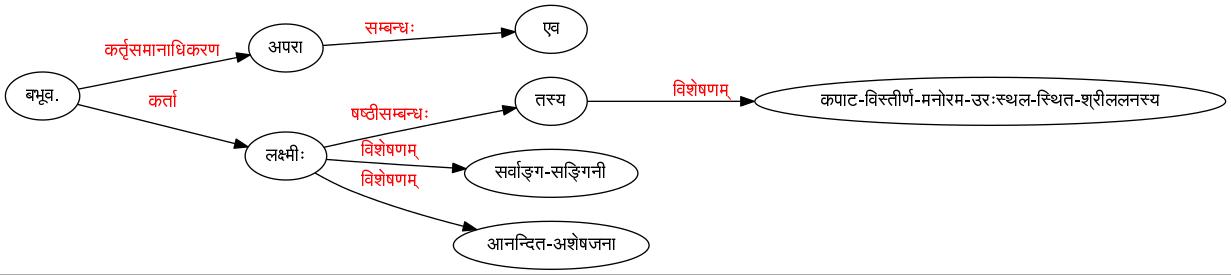 एव
सम्बन्धः
अपरा
कर्तृसमानाधिकरण
बभूव.
कर्ता
लक्ष्मीः
षष्ठीसम्बन्धः
तस्य
विशेषणम्
कपाट-विस्तीर्ण-मनोरम-उरःस्थल-स्थित-श्रीललनस्य
विशेषणम्
सर्वाङ्ग-सङ्गिनी
विशेषणम्
आनन्दित-अशेषजना